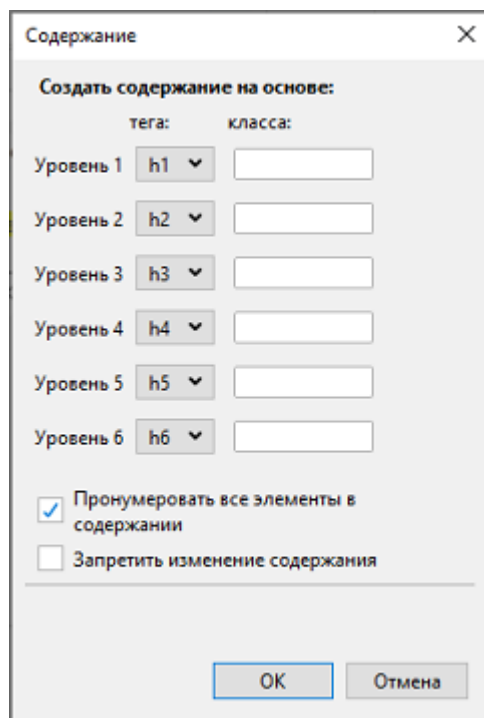 Содержание
Создать содержание на основе:
тега: класса:
Уровень 1 h1
Уровень 2 h2
Уровень 3 h3
Уровень 4 h4
Уровень 5 h5
Уровень 6 h6
Пронумеровать все элементы в
содержании
Запретить изменение содержания
OK Отмена